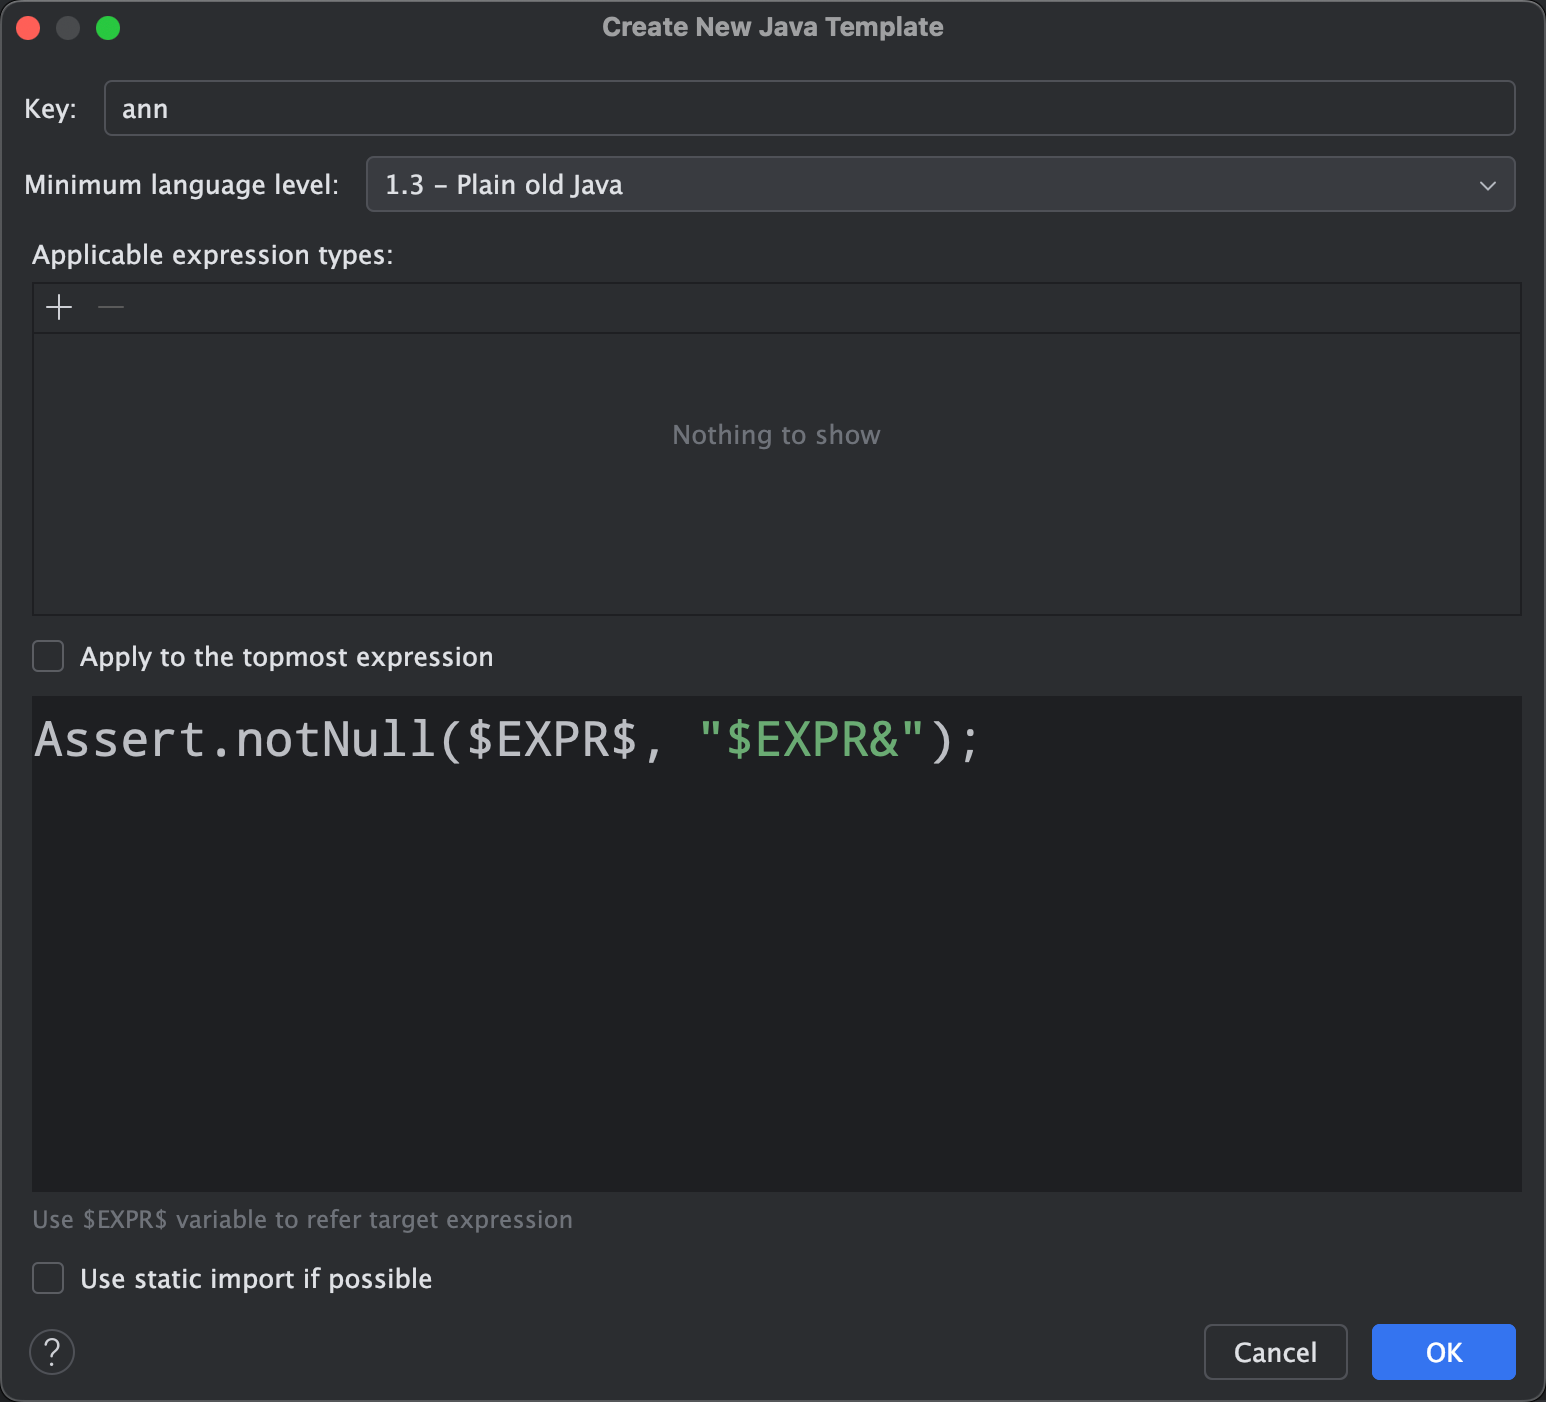 Create New Java Template
Key: ann
Minimum language level: 1.3 – Plain old Java
Applicable expression types:
Nothing to show
Apply to the topmost expression
Assert.notNull($EXPR$, "$EXPR&");
Use $EXPR$ variable to refer target expression
Use static import if possible
? Cancel OK